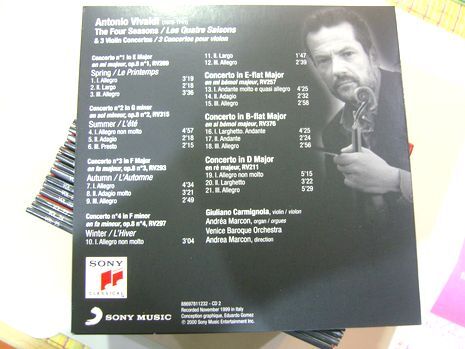 Antonio Vivaldi (1678-1741)
The Four Seasons / Les Quatre Saisons
& 3 Violin Concertos / 3 Concertos pour violon
Concerto n°1 in E Major
en mi majeur, op.8 n°1, RV269
Spring / Le Printemps
1. I. Allegro 3'19
2. II. Largo 2'18
3. III. Allegro 3'36
Concerto n°2 in G minor
en sol mineur, op.8 n°2, RV315
Summer / L'été
4. I. Allegro non molto 4'57
5. II. Adagio 2'18
6. III. Presto 2'15
Concerto n°3 in F Major
en fa mineur, op.8 n°3, RV293
Autumn / L'Automne
7. I. Allegro 4'34
8. II. Adagio molto 3'21
9. III. Allegro 2'49
Concerto n°4 in F minor
en fa mineur, op.8 n°4, RV297
Winter / L'Hiver
10. I. Allegro non molto 3'04
11. II. Largo 1'47
12. III. Allegro 2'39
Concerto in E-flat Major
en mi bémol majeur, RV257
13. I. Andante molto e quasi allegro 4'25
14. II. Adagio 2'32
15. III. Allegro 2'58
Concerto in B-flat Major
en si bémol majeur, RV376
16. I. Larghetto. Andante 4'25
17. II. Andante 2'24
18. III. Allegro 2'56
Concerto in D Major
en ré majeur, RV211
19. I. Allegro non molto 5'15
20. II. Larghetto 3'22
21. III. Allegro 5'29
Giuliano Carmignola, violin / violon
Andréa Marcon, organ / orgues
Venice Baroque Orchestra
Andrea Marcon, direction
SONY
CLASSICAL
SONY MUSIC
88697811232 - CD 2
Recorded November 1999 in Italy
Conception graphique, Eduardo Gomez
℗ 2000 Sony Music Entertainment Inc.